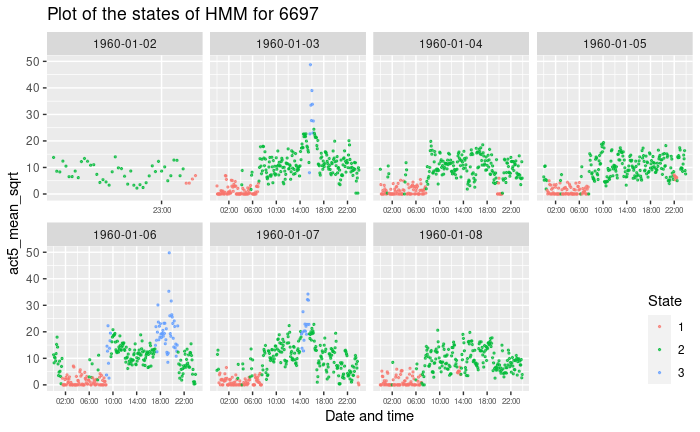 Plot of the states of HMM for 6697
1960-01-02 1960-01-03 1960-01-04 1960-01-05
50
40
30
20
10
0
23:00 02:00 06:00 10:00 14:00 18:00 22:00 02:00 06:00 10:00 14:00 18:00 22:00 02:00 06:00 10:00 14:00 18:00 22:00
act5_mean_sqrt
1960-01-06 1960-01-07 1960-01-08
50
40
30
20
10
0
02:00 06:00 10:00 14:00 18:00 22:00 02:00 06:00 10:00 14:00 18:00 22:00 02:00 06:00 10:00 14:00 18:00 22:00
Date and time
State
1
2
3